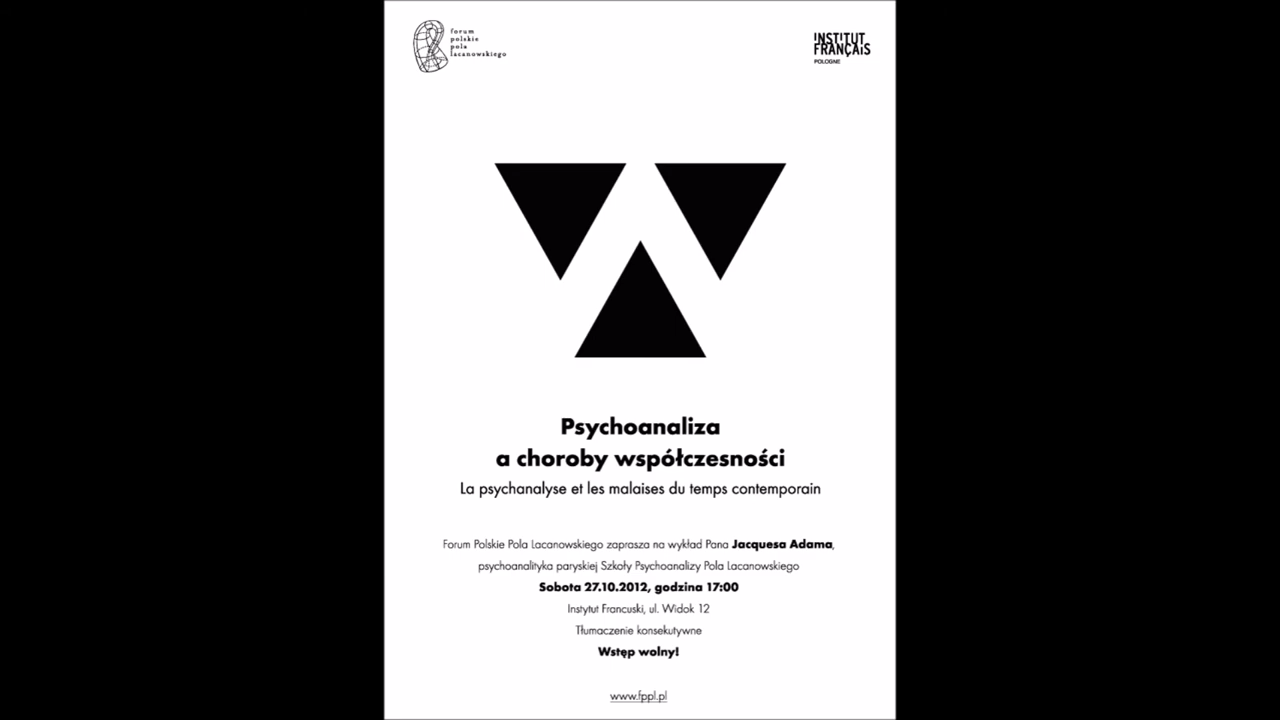 forum
polskie
pola
lacanowskiego
INSTITUT
FRANÇAIS
POLOGNE
Psychoanaliza
a choroby współczesności
La psychanalyse et les malaises du temps contemporain
Forum Polskie Pola Lacanowskiego zaprasza na wykład Pana Jacquesa Adama,
psychoanalityka paryskiej Szkoły Psychoanalizy Pola Lacanowskiego
Sobota 27.10.2012, godzina 17:00
Instytut Francuski, ul. Widok 12
Tłumaczenie konsekutywne
Wstęp wolny!
www.fppl.pl